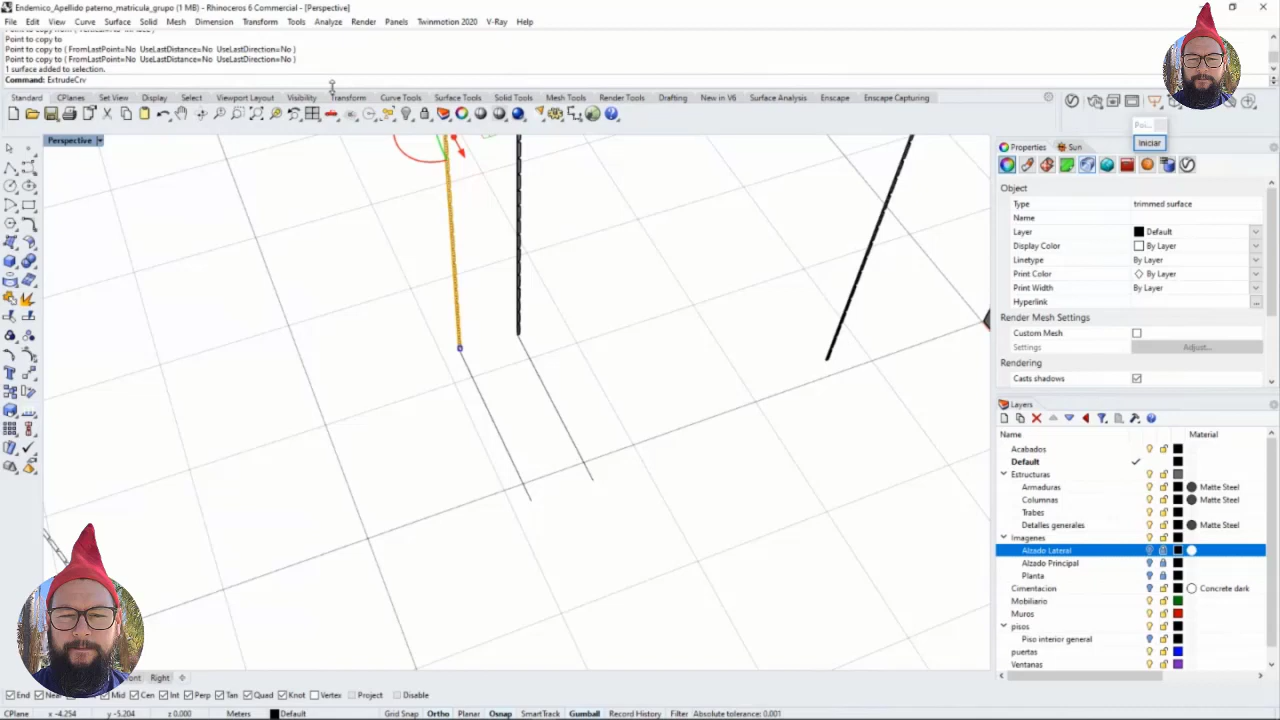 Endemico_Apellido paterno_matricula_grupo (1 MB) - Rhinoceros 6 Commercial - [Perspective]
File Edit View Curve Surface Solid Mesh Dimension Transform Tools Analyze Render Panels Twinmotion 2020 V-Ray Help
Point to copy to
Point to copy to ( FromLastPoint=No UseLastDistance=No UseLastDirection=No )
Point to copy to ( FromLastPoint=No UseLastDistance=No UseLastDirection=No )
1 surface added to selection.
Command: ExtrudeCrv
Standard CPlanes Set View Display Select Viewport Layout Visibility Transform Curve Tools Surface Tools Solid Tools Mesh Tools Render Tools Drafting New in V6 Surface Analysis Enscape Enscape Capturing
Perspective
Iniciar
Properties Sun
Object
Type trimmed surface
Name
Layer Default
Display Color By Layer
Linetype By Layer
Print Color By Layer
Print Width By Layer
Hyperlink ...
Render Mesh Settings
Custom Mesh
Settings Adjust...
Rendering
Casts shadows
Layers
Name Material
Acabados
Default
Estructuras
Armaduras Matte Steel
Columnas Matte Steel
Trabes
Detalles generales Matte Steel
Imagenes
Alzado Lateral
Alzado Principal
Planta
Cimentacion Concrete dark
Mobiliario
Muros
pisos
Piso interior general
puertas
Ventanas
Right
End Mid Cen Int Perp Tan Quad Knot Vertex Project Disable
CPlane x -4.254 y -5.204 z 0.000 Meters Default Grid Snap Ortho Planar Osnap SmartTrack Gumball Record History Filter Absolute tolerance: 0.001